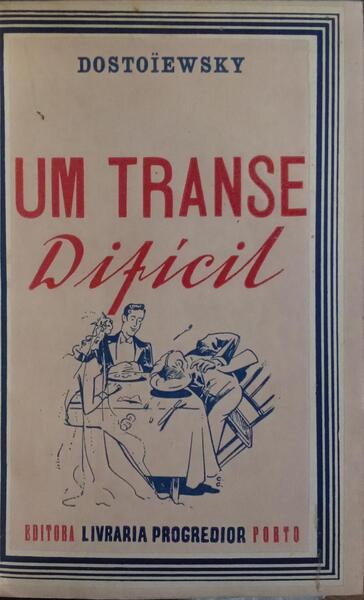 DOSTOÏEWSKY
UM TRANSE
Difícil
EDITORA LIVRARIA PROGREDIOR PORTO